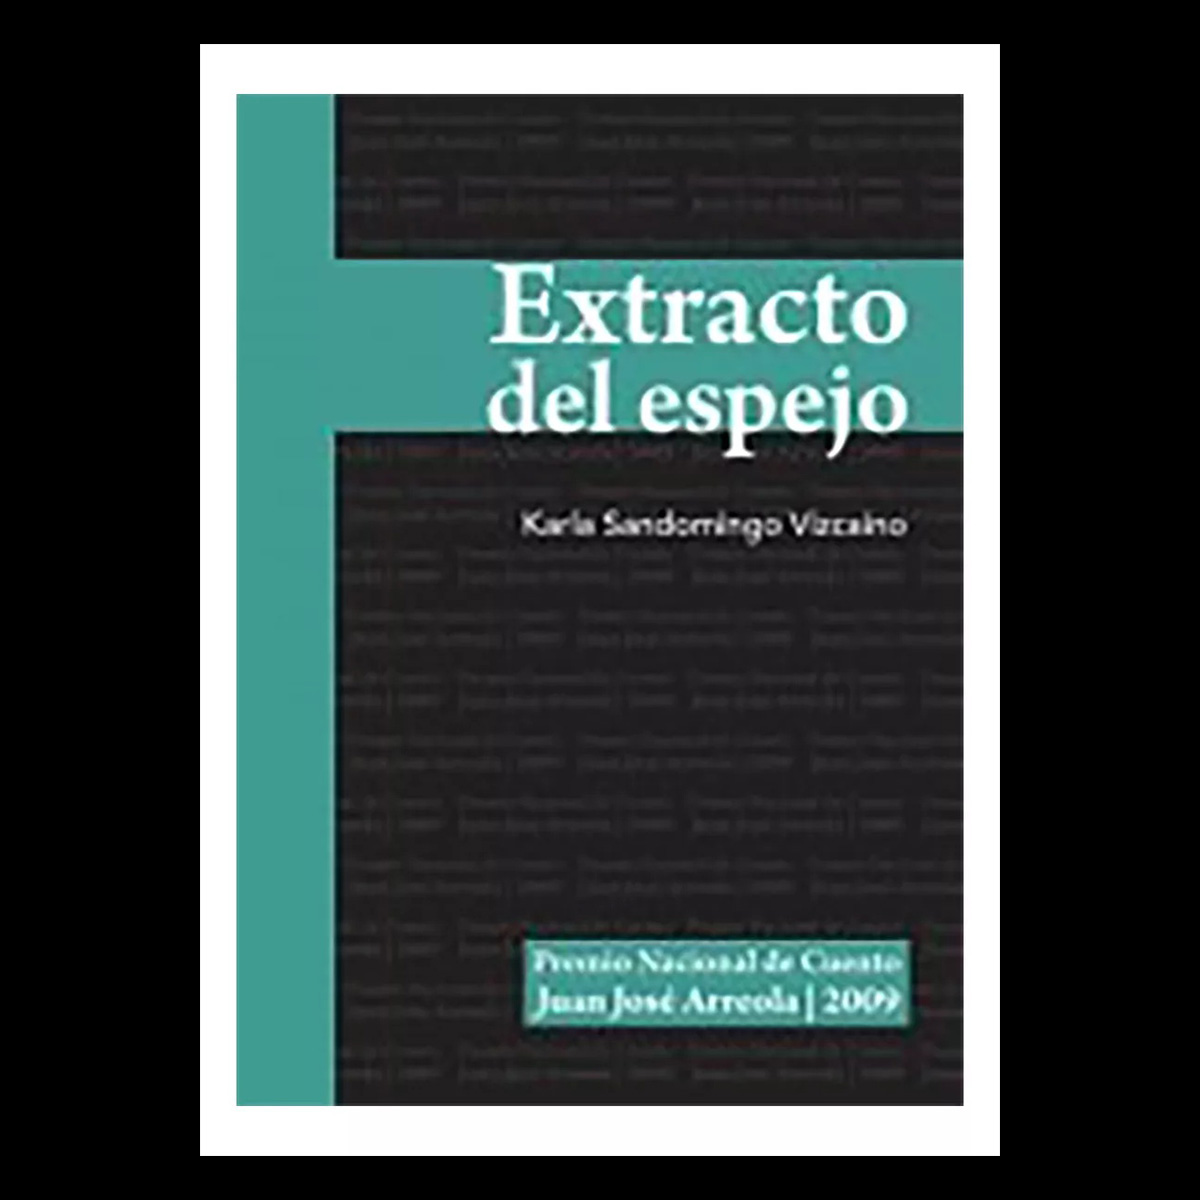 Extracto
del espejo
Karla Sandomingo Vizcaíno
Premio Nacional de Cuento
Juan José Arreola | 2009